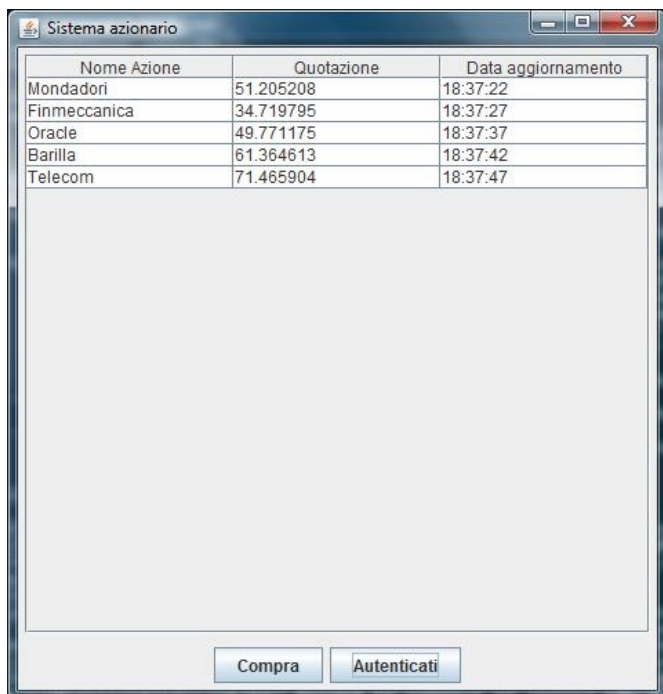 Sistema azionario
Nome Azione Quotazione Data aggiornamento
Mondadori 51.205208 18:37:22
Finmeccanica 34.719795 18:37:27
Oracle 49.771175 18:37:37
Barilla 61.364613 18:37:42
Telecom 71.465904 18:37:47
Compra Autenticati